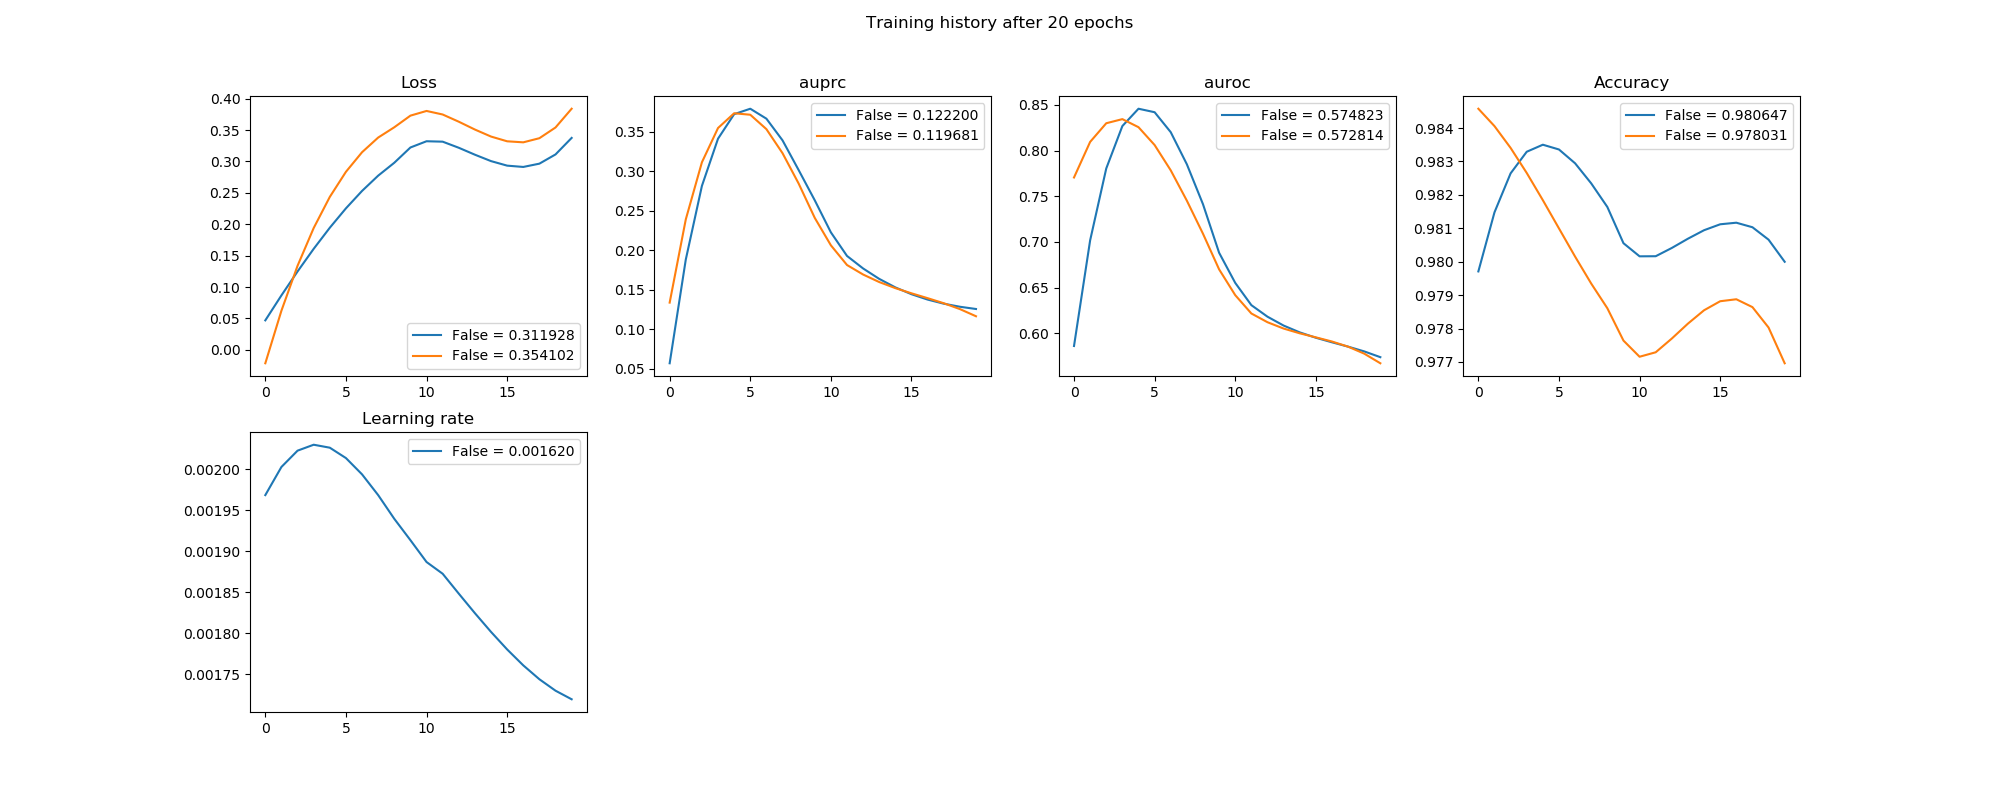 Training history after 20 epochs
Loss
0.40
0.35
0.30
0.25
0.20
0.15
0.10
0.05
0.00
0 5 10 15
False = 0.311928
False = 0.354102
auprc
0.35
0.30
0.25
0.20
0.15
0.10
0.05
0 5 10 15
False = 0.122200
False = 0.119681
auroc
0.85
0.80
0.75
0.70
0.65
0.60
0 5 10 15
False = 0.574823
False = 0.572814
Accuracy
0.984
0.983
0.982
0.981
0.980
0.979
0.978
0.977
0 5 10 15
False = 0.980647
False = 0.978031
Learning rate
0.00200
0.00195
0.00190
0.00185
0.00180
0.00175
0 5 10 15
False = 0.001620